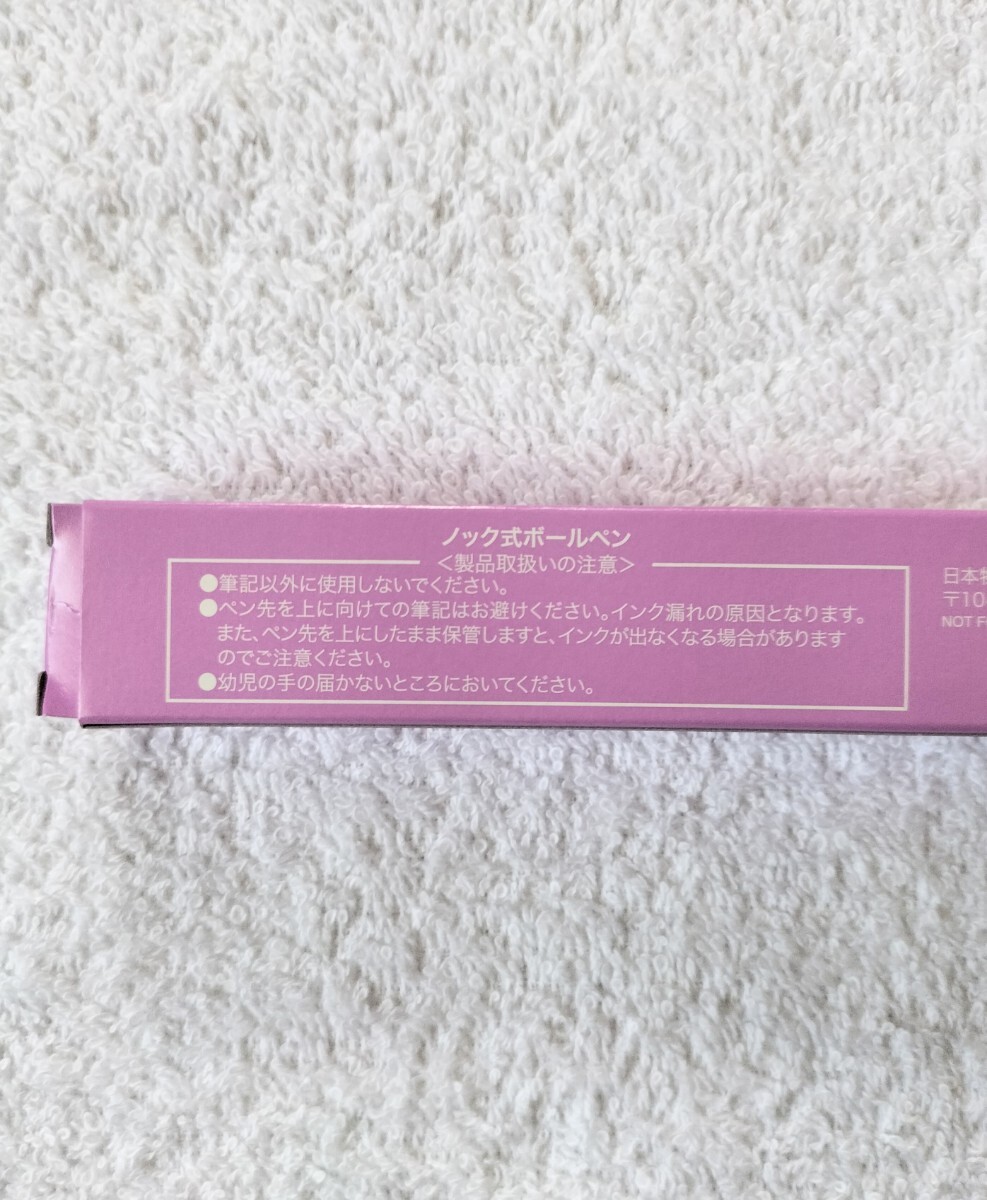 ノック式ボールペン
＜製品取扱いの注意＞
●筆記以外に使用しないでください。
●ペン先を上に向けての筆記はお避けください。インク漏れの原因となります。
また、ペン先を上にしたまま保管しますと、インクが出なくなる場合があります
のでご注意ください。
●幼児の手の届かないところにおいてください。
日本
〒10
NOT